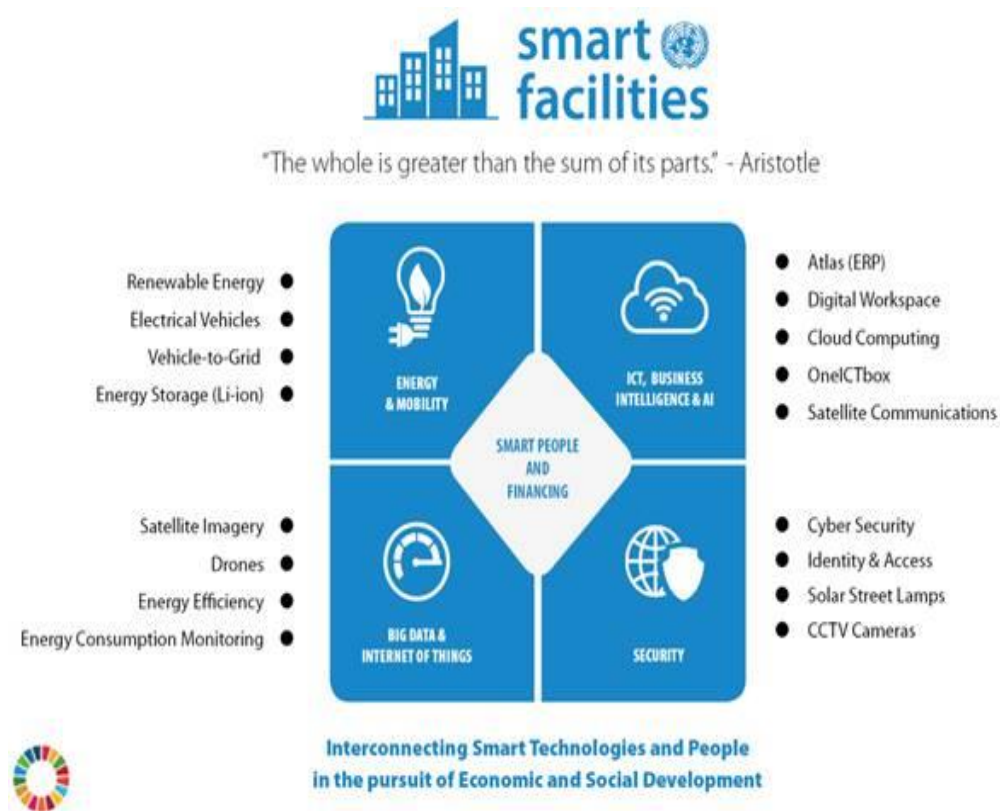 smart
facilities
"The whole is greater than the sum of its parts." - Aristotle
Renewable Energy
Electrical Vehicles
Vehicle-to-Grid
Energy Storage (Li-ion)
ENERGY
& MOBILITY
ICT, BUSINESS
INTELLIGENCE & AI
Atlas (ERP)
Digital Workspace
Cloud Computing
OneICTbox
Satellite Communications
SMART PEOPLE
AND
FINANCING
Satellite Imagery
Drones
Energy Efficiency
Energy Consumption Monitoring
BIG DATA &
INTERNET OF THINGS
SECURITY
Cyber Security
Identity & Access
Solar Street Lamps
CCTV Cameras
Interconnecting Smart Technologies and People
in the pursuit of Economic and Social Development